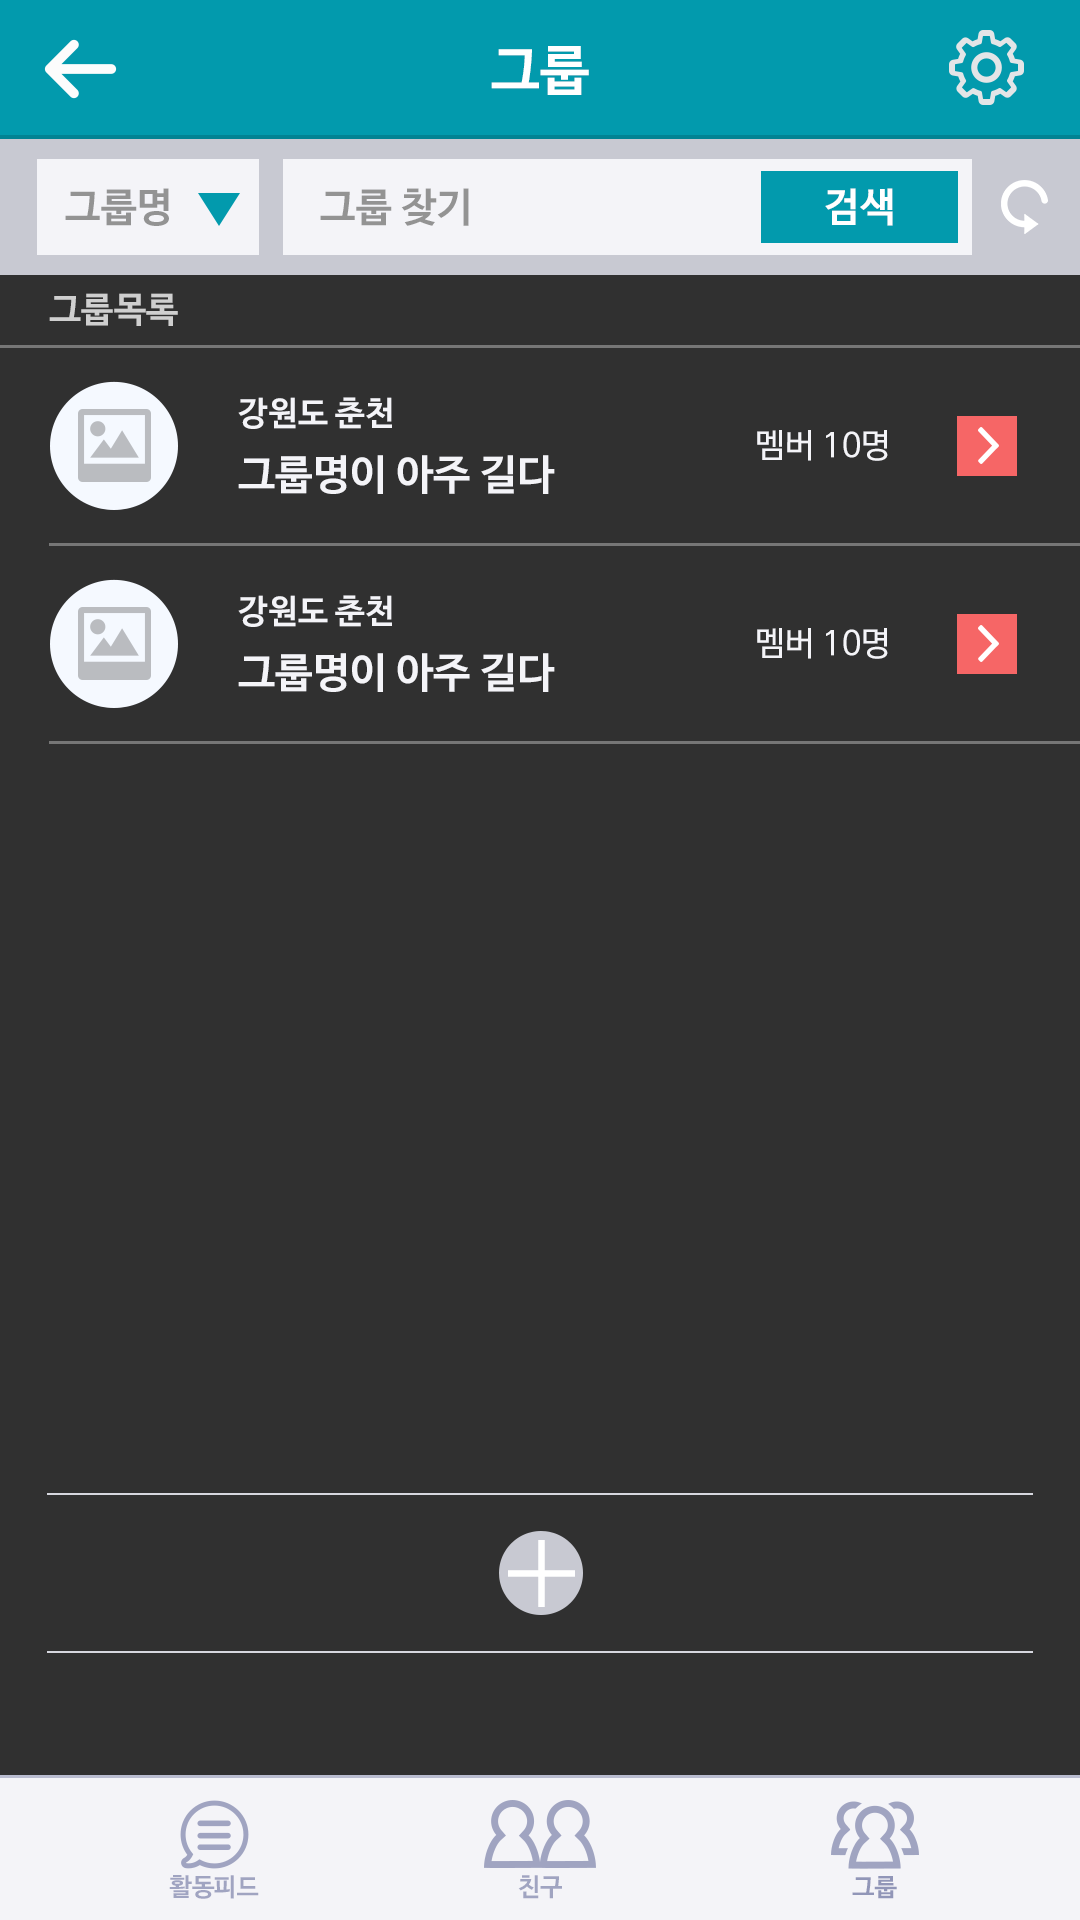 그룹
그룹명
그룹 찾기
검색
그룹목록
강원도 춘천
그룹명이 아주 길다
멤버 10명
강원도 춘천
그룹명이 아주 길다
멤버 10명
활동피드
친구
그룹